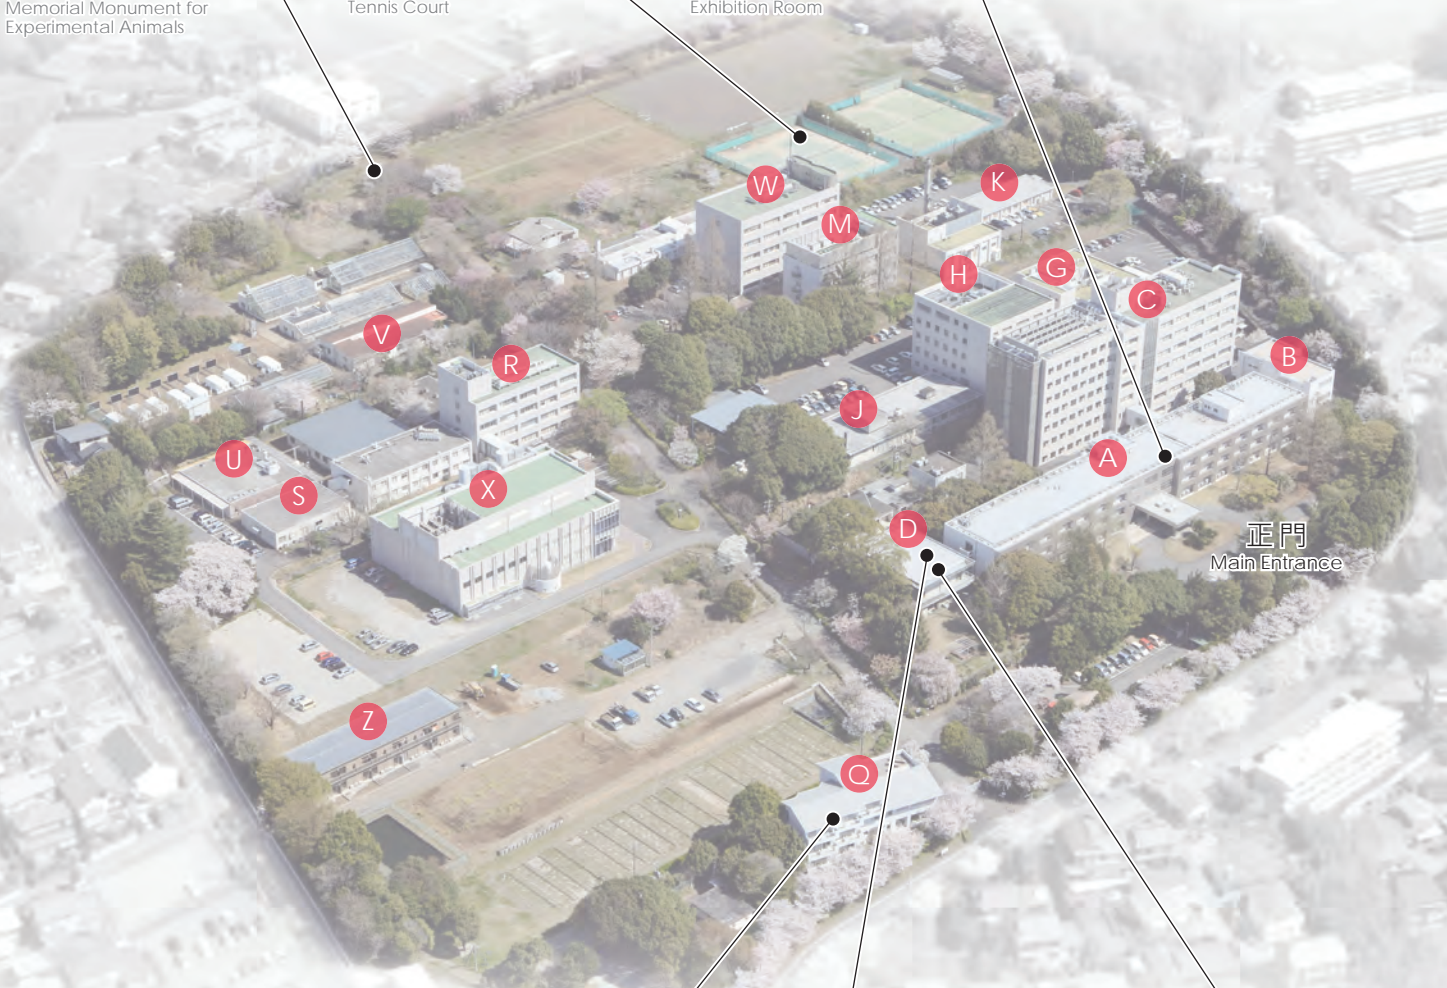 Memorial Monument for
Experimental Animals
Tennis Court
Exhibition Room
W
K
M
H
G
C
V
B
R
J
A
U
S
X
D
正門
Main Entrance
Z
Q